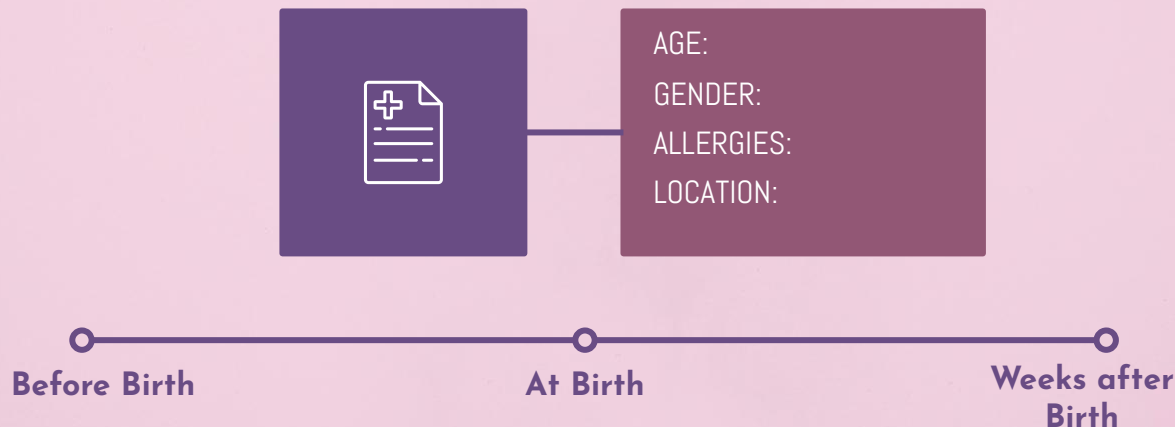 AGE:
GENDER:
ALLERGIES:
LOCATION:
Before Birth
At Birth
Weeks after
Birth